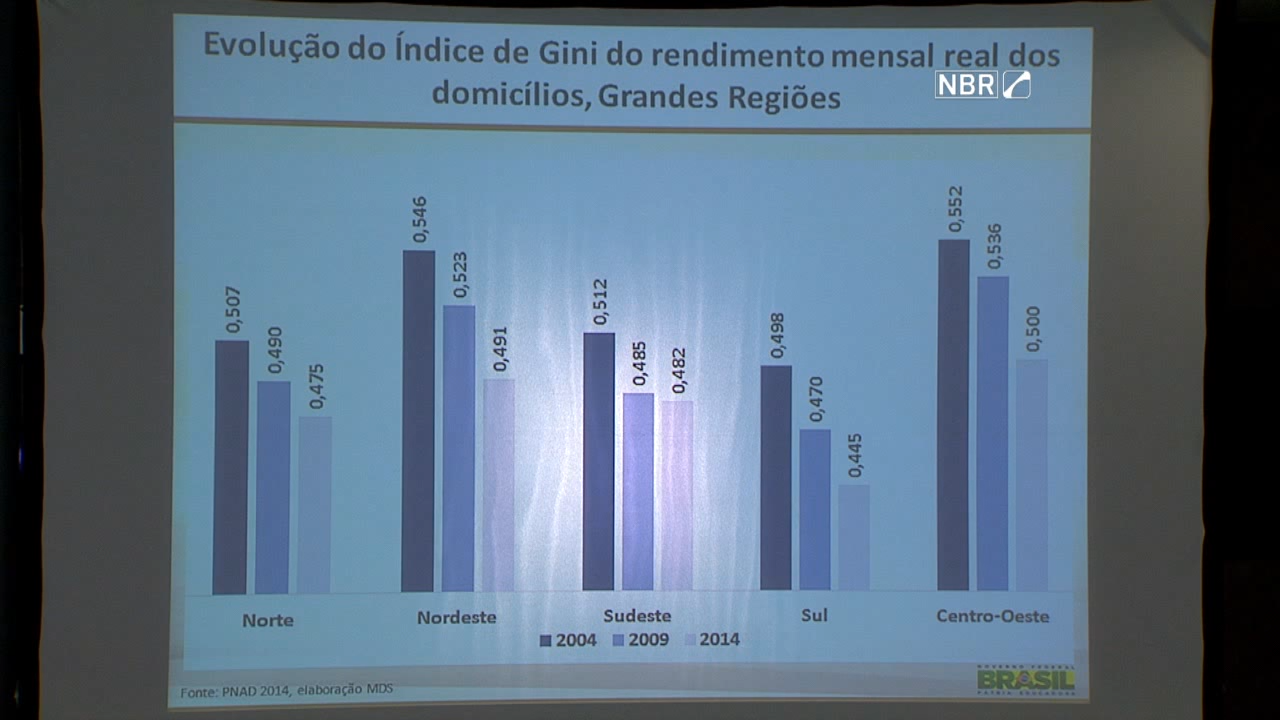 Evolução do Índice de Gini do rendimento mensal real dos
domicílios, Grandes Regiões
NBR
0,507
0,490
0,475
0,546
0,523
0,491
0,512
0,485
0,482
0,498
0,470
0,445
0,552
0,536
0,500
Norte
Nordeste
Sudeste
Sul
Centro-Oeste
2004
2009
2014
Fonte: PNAD 2014, elaboração MDS
GOVERNO FEDERAL
BRASIL
PÁTRIA EDUCADORA